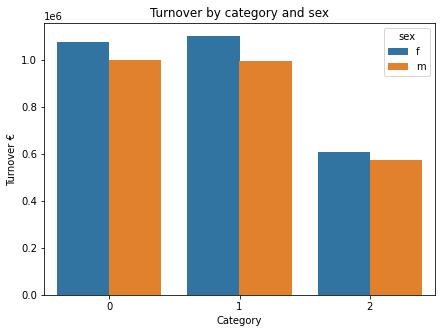 Turnover by category and sex
1e6
sex
f
m
1.0
0.8
0.6
0.4
0.2
0.0
Turnover €
0 1 2
Category